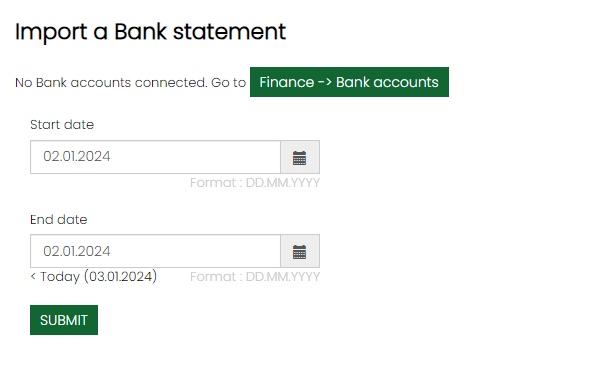 Import a Bank statement
No Bank accounts connected. Go to Finance -> Bank accounts
Start date
02.01.2024
Format : DD.MM.YYYY
End date
02.01.2024
< Today (03.01.2024) Format : DD.MM.YYYY
SUBMIT